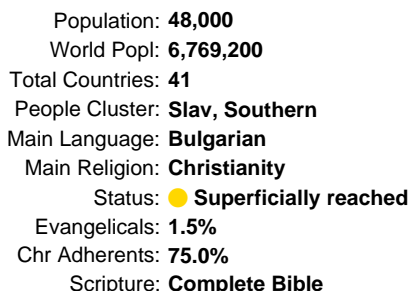 Population: 48,000
World Popl: 6,769,200
Total Countries: 41
People Cluster: Slav, Southern
Main Language: Bulgarian
Main Religion: Christianity
Status: Superficially reached
Evangelicals: 1.5%
Chr Adherents: 75.0%
Scripture: Complete Bible